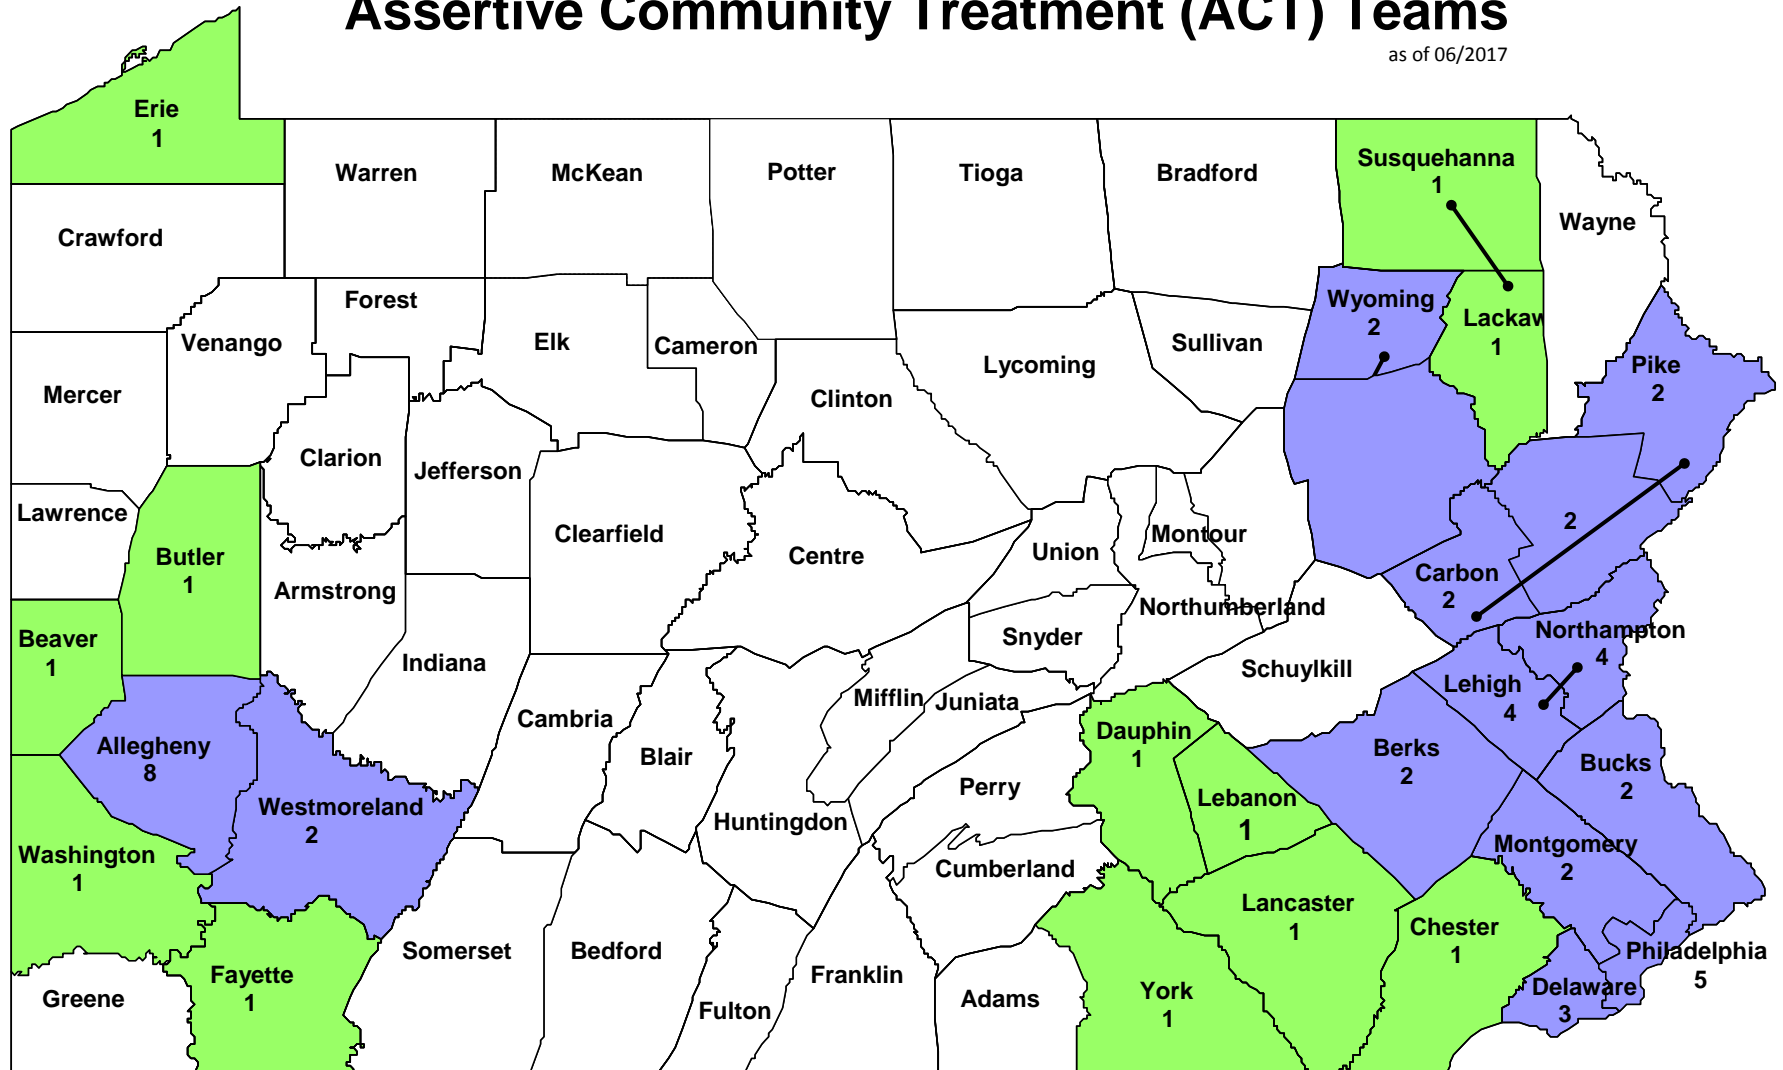 Assertive Community Treatment (ACT) Teams
as of 06/2017
Erie
1
Warren
McKean
Potter
Tioga
Bradford
Susquehanna
1
Wayne
Crawford
Forest
Venango
Elk
Cameron
Lycoming
Sullivan
Wyoming
2
Lackaw
1
Pike
2
Mercer
Clinton
Clarion
Jefferson
Lawrence
Butler
1
Clearfield
Centre
Union
Montour
2
Carbon
2
Armstrong
Northumberland
Beaver
1
Indiana
Snyder
Schuylkill
Northampton
4
Lehigh
4
Mifflin
Juniata
Cambria
Dauphin
1
Allegheny
8
Blair
Berks
2
Bucks
2
Perry
Lebanon
1
Westmoreland
2
Huntingdon
Washington
1
Cumberland
Montgomery
2
Lancaster
1
Chester
1
Somerset
Bedford
Philadelphia
5
Fayette
1
Franklin
Greene
Fulton
Adams
York
1
Delaware
3